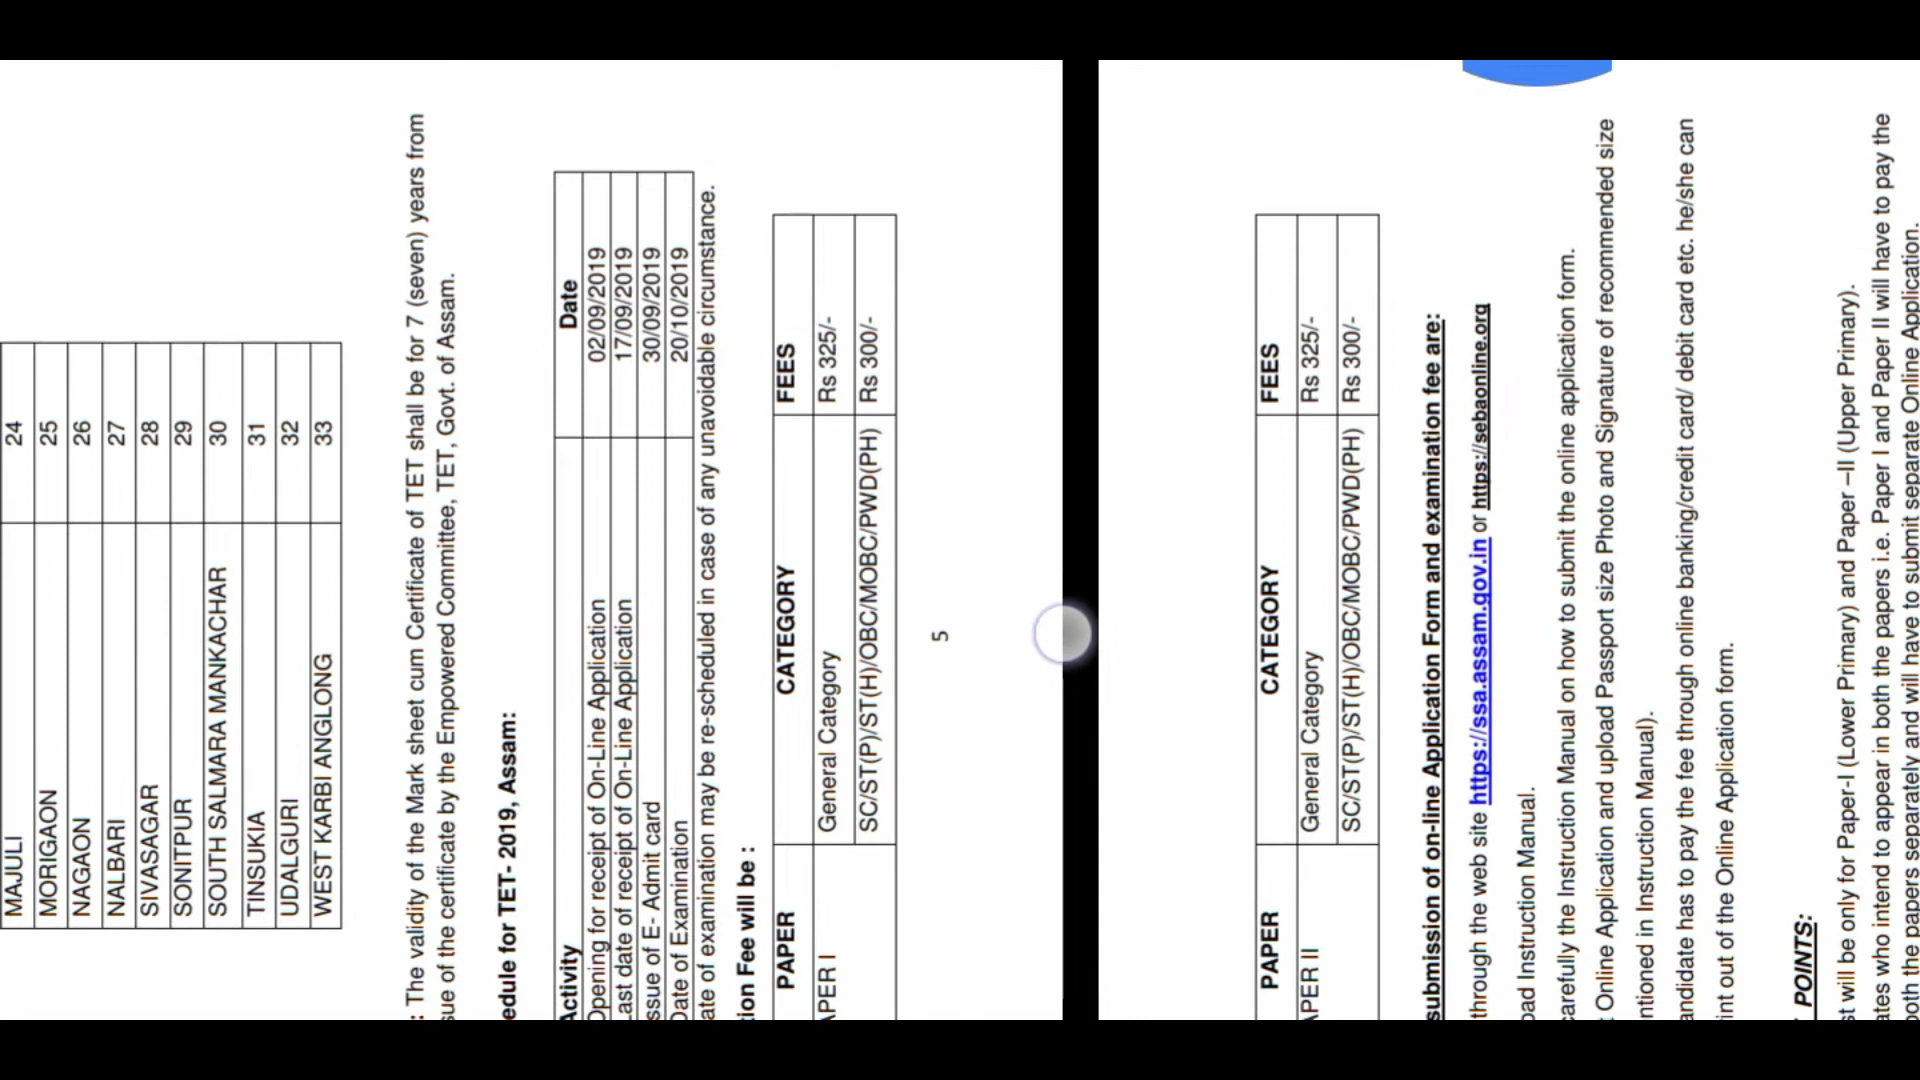 MAJULI 24
MORIGAON 25
NAGAON 26
NALBARI 27
SIVASAGAR 28
SONITPUR 29
SOUTH SALMARA MANKACHAR 30
TINSUKIA 31
UDALGURI 32
WEST KARBI ANGLONG 33
: The validity of the Mark sheet cum Certificate of TET shall be for 7 (seven) years from
sue of the certificate by the Empowered Committee, TET, Govt. of Assam.
edule for TET- 2019, Assam:
Activity Date
Opening for receipt of On-Line Application 02/09/2019
Last date of receipt of On-Line Application 17/09/2019
ssue of E- Admit card 30/09/2019
Date of Examination 20/10/2019
ate of examination may be re-scheduled in case of any unavoidable circumstance.
tion Fee will be :
PAPER CATEGORY FEES
APER I General Category Rs 325/-
SC/ST(P)/ST(H)/OBC/MOBC/PWD(PH) Rs 300/-
5
PAPER CATEGORY FEES
APER II General Category Rs 325/-
SC/ST(P)/ST(H)/OBC/MOBC/PWD(PH) Rs 300/-
submission of on-line Application Form and examination fee are:
through the web site https://ssa.assam.gov.in or https://sebaonline.org
oad Instruction Manual.
carefully the Instruction Manual on how to submit the online application form.
t Online Application and upload Passport size Photo and Signature of recommended size
ntioned in Instruction Manual).
andidate has to pay the fee through online banking/credit card/ debit card etc. he/she can
rint out of the Online Application form.
POINTS:
st will be only for Paper-I (Lower Primary) and Paper –II (Upper Primary).
ates who intend to appear in both the papers i.e. Paper I and Paper II will have to pay the
ooth the papers separately and will have to submit separate Online Application.